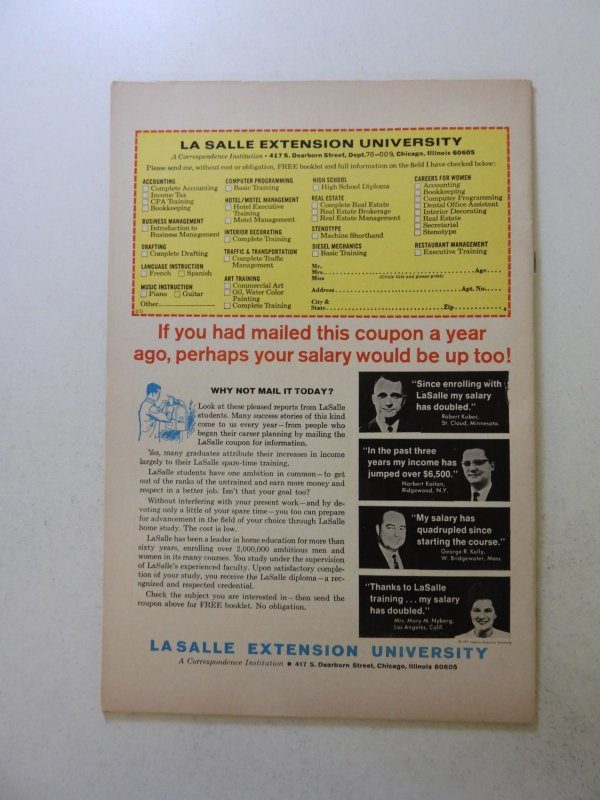 LA SALLE EXTENSION UNIVERSITY
A Correspondence Institution • 417 S. Dearborn Street, Dept. 78-009, Chicago, Illinois 60605
Please send me, without cost or obligation, FREE booklet and full information on the field I have checked below:
ACCOUNTING
Complete Accounting
Income Tax
CPA Training
Bookkeeping
BUSINESS MANAGEMENT
Introduction to
Business Management
DRAFTING
Complete Drafting
LANGUAGE INSTRUCTION
French Spanish
MUSIC INSTRUCTION
Piano Guitar
Other
COMPUTER PROGRAMMING
Basic Training
HOTEL/MOTEL MANAGEMENT
Hotel Executive
Training
Motel Management
INTERIOR DECORATING
Complete Training
TRAFFIC & TRANSPORTATION
Complete Traffic
Management
ART TRAINING
Commercial Art
Oil, Water Color
Painting
Complete Training
HIGH SCHOOL
High School Diploma
REAL ESTATE
Complete Real Estate
Real Estate Brokerage
Real Estate Management
STENOTYPE
Machine Shorthand
DIESEL MECHANICS
Basic Training
CAREERS FOR WOMEN
Accounting
Bookkeeping
Computer Programming
Dental Office Assistant
Interior Decorating
Real Estate
Secretarial
Stenotype
RESTAURANT MANAGEMENT
Executive Training
Mr.
Mrs. Age
Miss (Circle title and please print)
Address Apt. No.
City &
State Zip
If you had mailed this coupon a year
ago, perhaps your salary would be up too!
WHY NOT MAIL IT TODAY?
Look at these pleased reports from LaSalle
students. Many success stories of this kind
come to us every year—from people who
began their career planning by mailing the
LaSalle coupon for information.
Yes, many graduates attribute their increases in income
largely to their LaSalle spare-time training.
LaSalle students have one ambition in common—to get
out of the ranks of the untrained and earn more money and
respect in a better job. Isn't that your goal too?
Without interfering with your present work—and by de-
voting only a little of your spare time—you too can prepare
for advancement in the field of your choice through LaSalle
home study. The cost is low.
LaSalle has been a leader in home education for more than
sixty years, enrolling over 2,000,000 ambitious men and
women in its many courses. You study under the supervision
of LaSalle's experienced faculty. Upon satisfactory comple-
tion of your study, you receive the LaSalle diploma—a rec-
ognized and respected credential.
Check the subject you are interested in—then send the
coupon above for FREE booklet. No obligation.
"Since enrolling with
LaSalle my salary
has doubled."
Robert Kubec,
St. Cloud, Minnesota
"In the past three
years my income has
jumped over $6,500."
Norbert Kaitan,
Ridgewood, N.Y.
"My salary has
quadrupled since
starting the course."
George R. Kelly,
W. Bridgewater, Mass.
"Thanks to LaSalle
training . . . my salary
has doubled."
Mrs. Mary M. Nyberg,
Los Angeles, Calif.
LASALLE EXTENSION UNIVERSITY
A Correspondence Institution • 417 S. Dearborn Street, Chicago, Illinois 60605